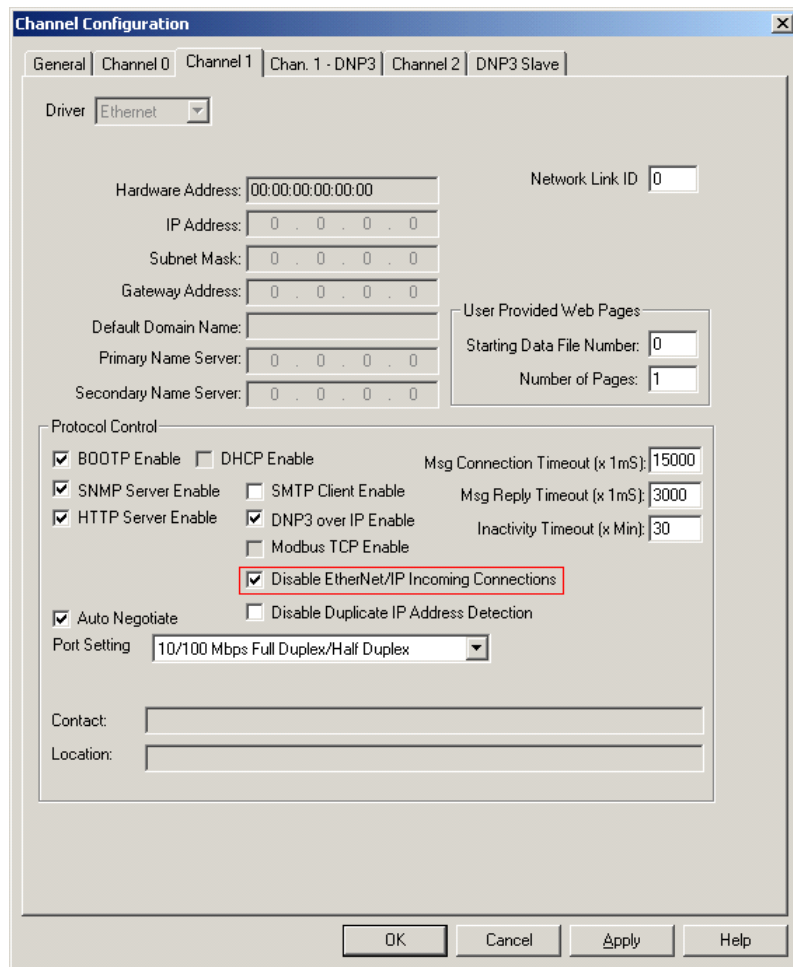 Channel Configuration
General Channel 0 Channel 1 Chan. 1 - DNP3 Channel 2 DNP3 Slave
Driver Ethernet
Network Link ID 0
Hardware Address: 00:00:00:00:00:00
IP Address: 0 . 0 . 0 . 0
Subnet Mask: 0 . 0 . 0 . 0
Gateway Address: 0 . 0 . 0 . 0
Default Domain Name:
Primary Name Server: 0 . 0 . 0 . 0
Secondary Name Server: 0 . 0 . 0 . 0
User Provided Web Pages
Starting Data File Number: 0
Number of Pages: 1
Protocol Control
BOOTP Enable DHCP Enable
SNMP Server Enable SMTP Client Enable
HTTP Server Enable DNP3 over IP Enable
Modbus TCP Enable
Disable EtherNet/IP Incoming Connections
Auto Negotiate Disable Duplicate IP Address Detection
Msg Connection Timeout (x 1mS): 15000
Msg Reply Timeout (x 1mS): 3000
Inactivity Timeout (x Min): 30
Port Setting 10/100 Mbps Full Duplex/Half Duplex
Contact:
Location:
OK Cancel Apply Help